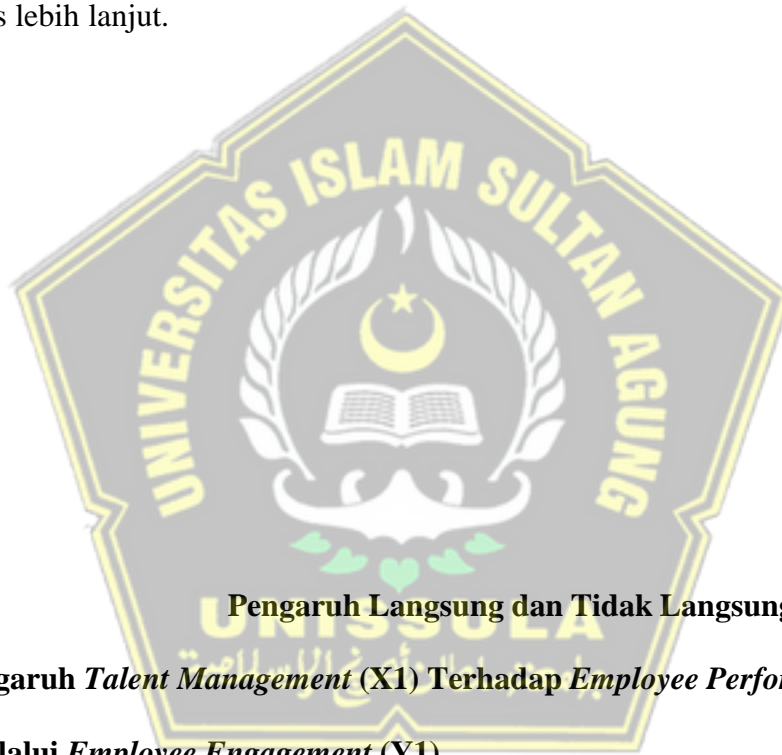 s lebih lanjut.
UNIVERSITAS ISLAM SULTAN AGUNG
Pengaruh Langsung dan Tidak Langsung
UNISSULA
garuh Talent Management (X1) Terhadap Employee Perfor
lalui Employee Engagement (Y1)